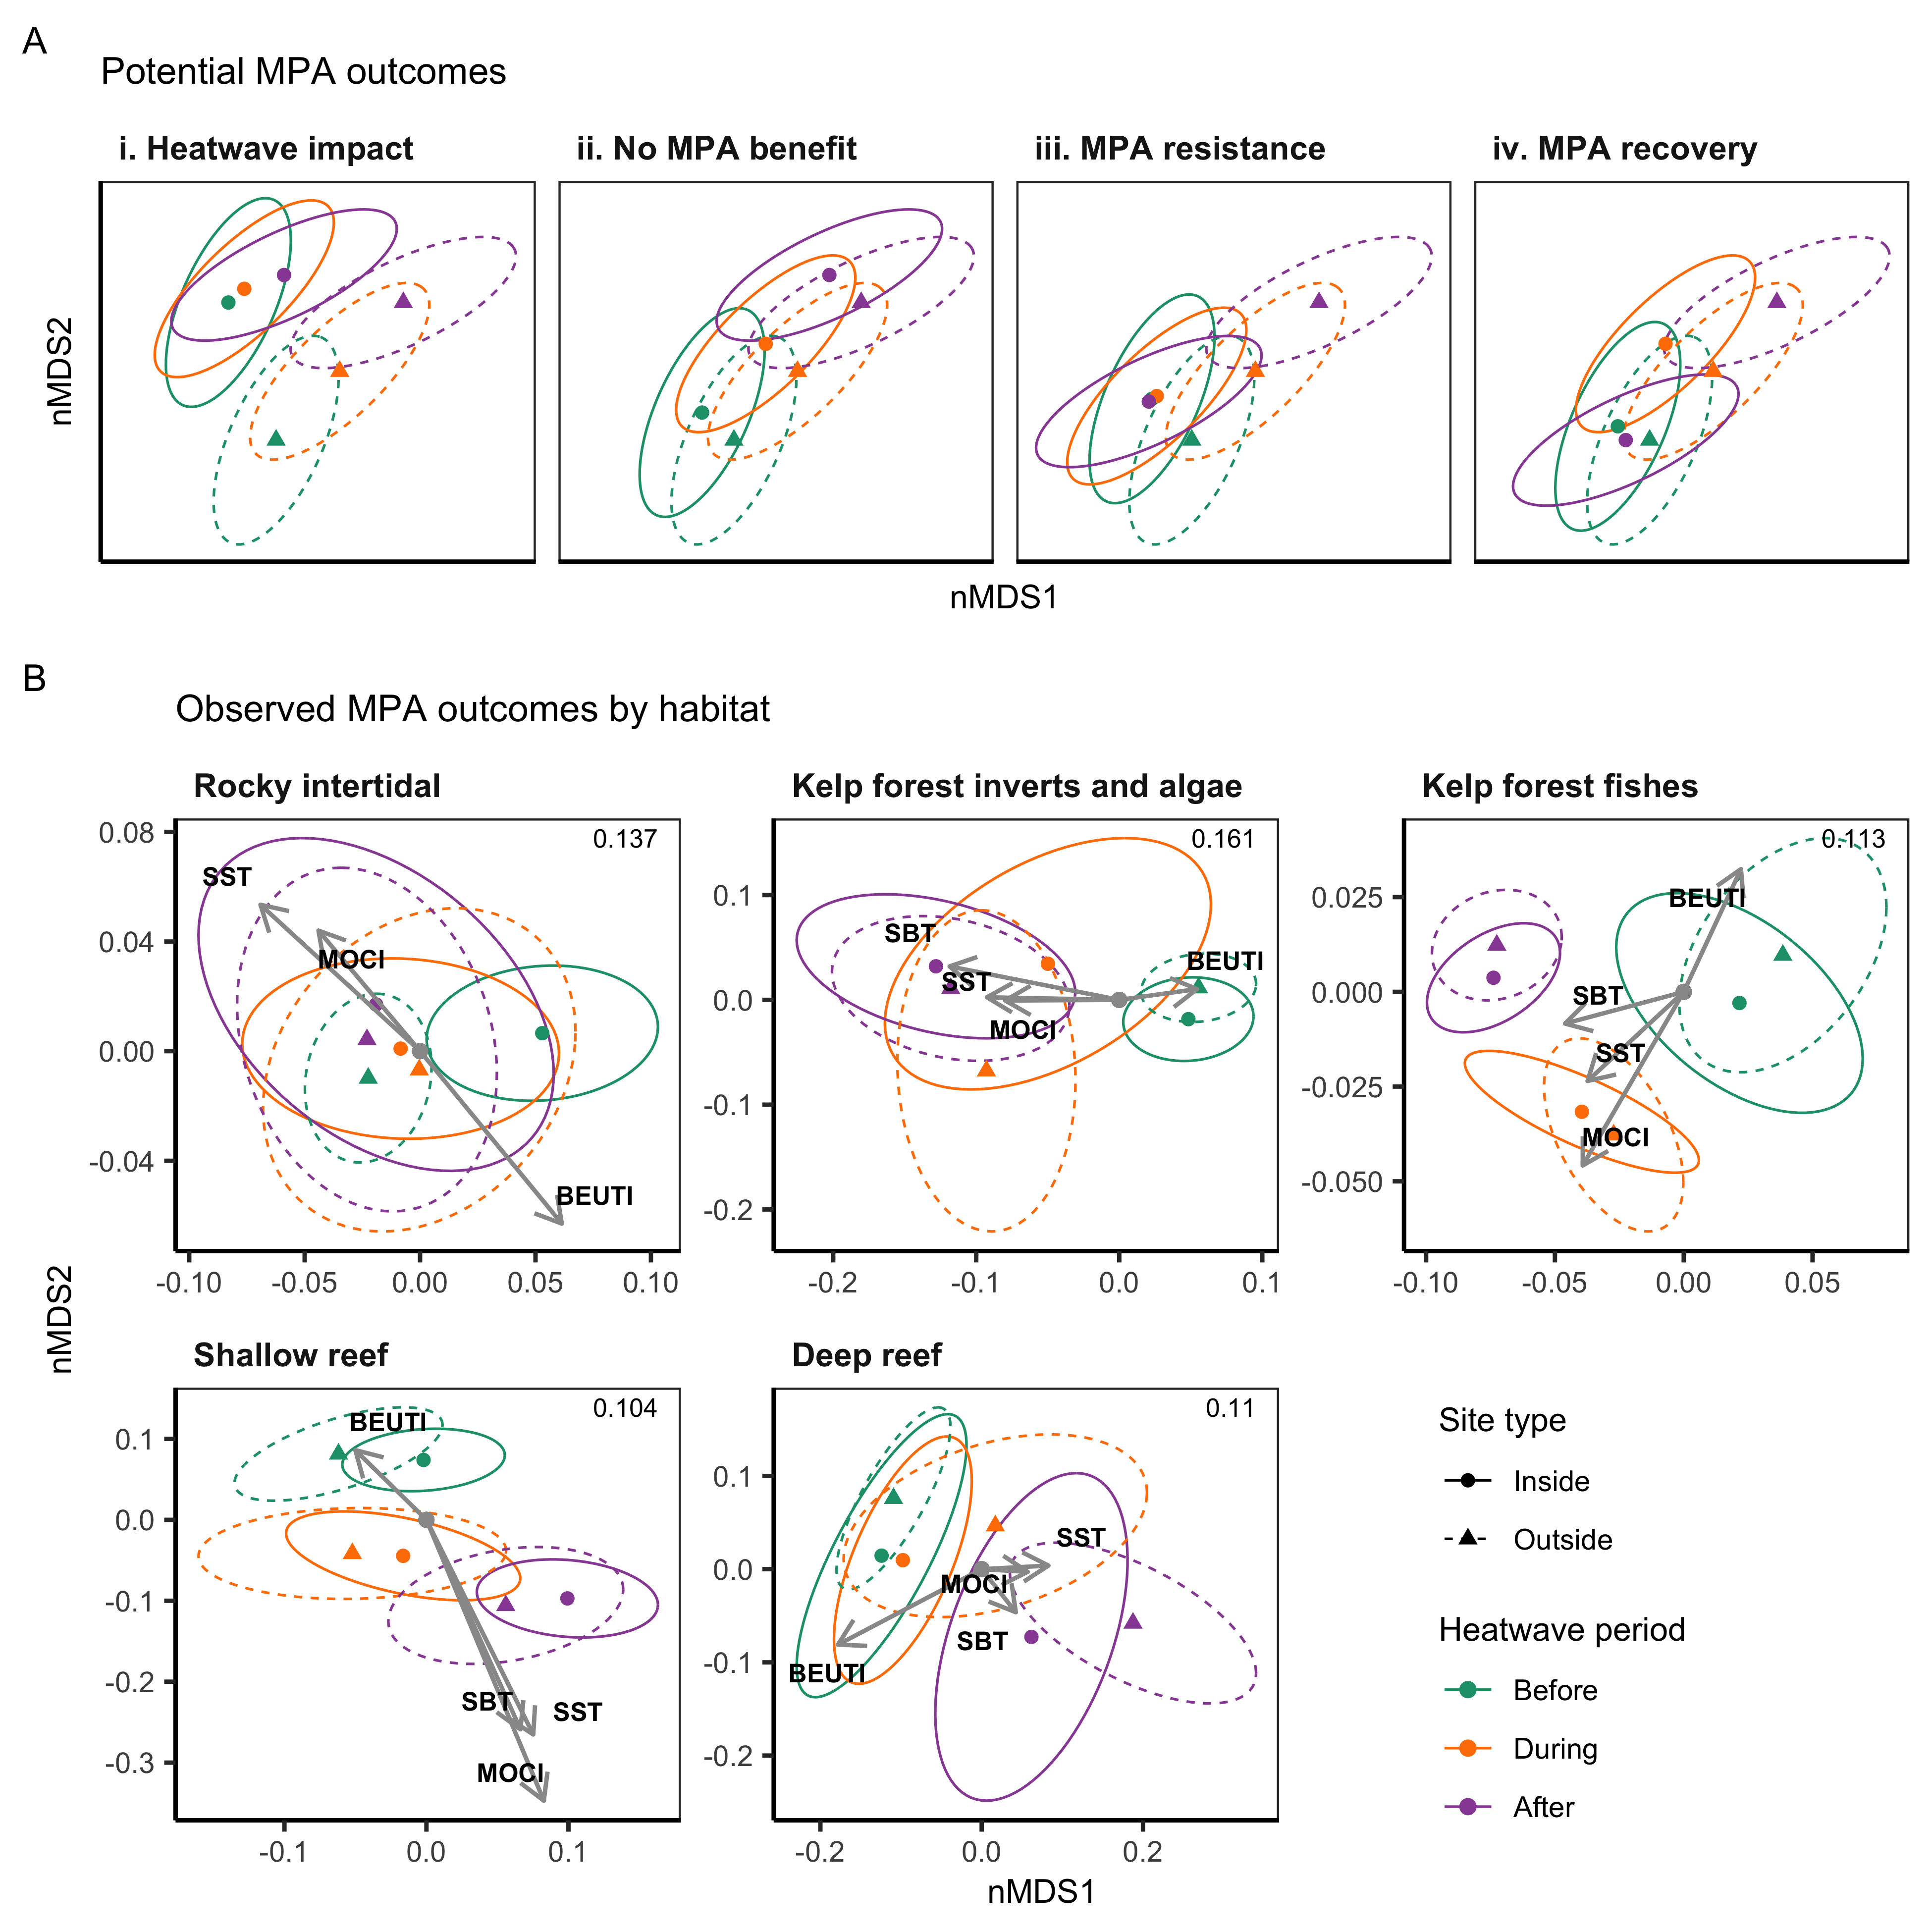 A
Potential MPA outcomes
i. Heatwave impact
ii. No MPA benefit
iii. MPA resistance
iv. MPA recovery
nMDS2
nMDS1
B
Observed MPA outcomes by habitat
Rocky intertidal
0.137
SST
MOCI
BEUTI
0.08
0.04
0.00
-0.04
-0.10 -0.05 0.00 0.05 0.10
Kelp forest inverts and algae
0.161
SBT
SST
MOCI
BEUTI
0.1
0.0
-0.1
-0.2
-0.2 -0.1 0.0 0.1
Kelp forest fishes
0.113
BEUTI
SBT
SST
MOCI
0.025
0.000
-0.025
-0.050
-0.10 -0.05 0.00 0.05
nMDS2
Shallow reef
0.104
BEUTI
SBT
SST
MOCI
0.1
0.0
-0.1
-0.2
-0.3
-0.1 0.0 0.1
Deep reef
0.11
SST
MOCI
SBT
BEUTI
0.1
0.0
-0.1
-0.2
-0.2 0.0 0.2
nMDS1
Site type
Inside
Outside
Heatwave period
Before
During
After